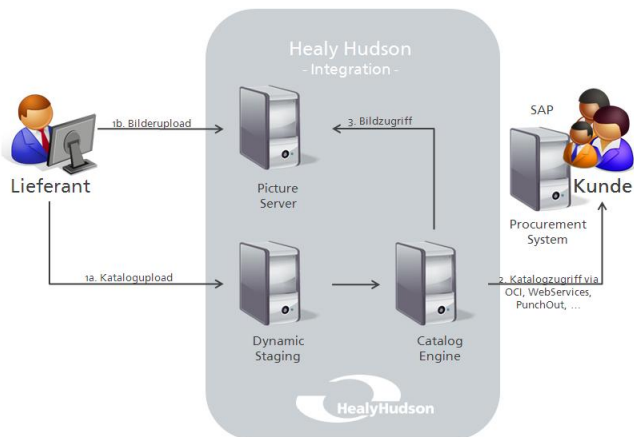 Healy Hudson
- Integration -
SAP
1b. Bilderupload
3. Bildzugriff
Lieferant
Kunde
Picture
Server
Procurement
System
1a. Katalogupload
2. Katalogzugriff via
OCI, WebServices,
PunchOut, ...
Dynamic
Staging
Catalog
Engine
HealyHudson